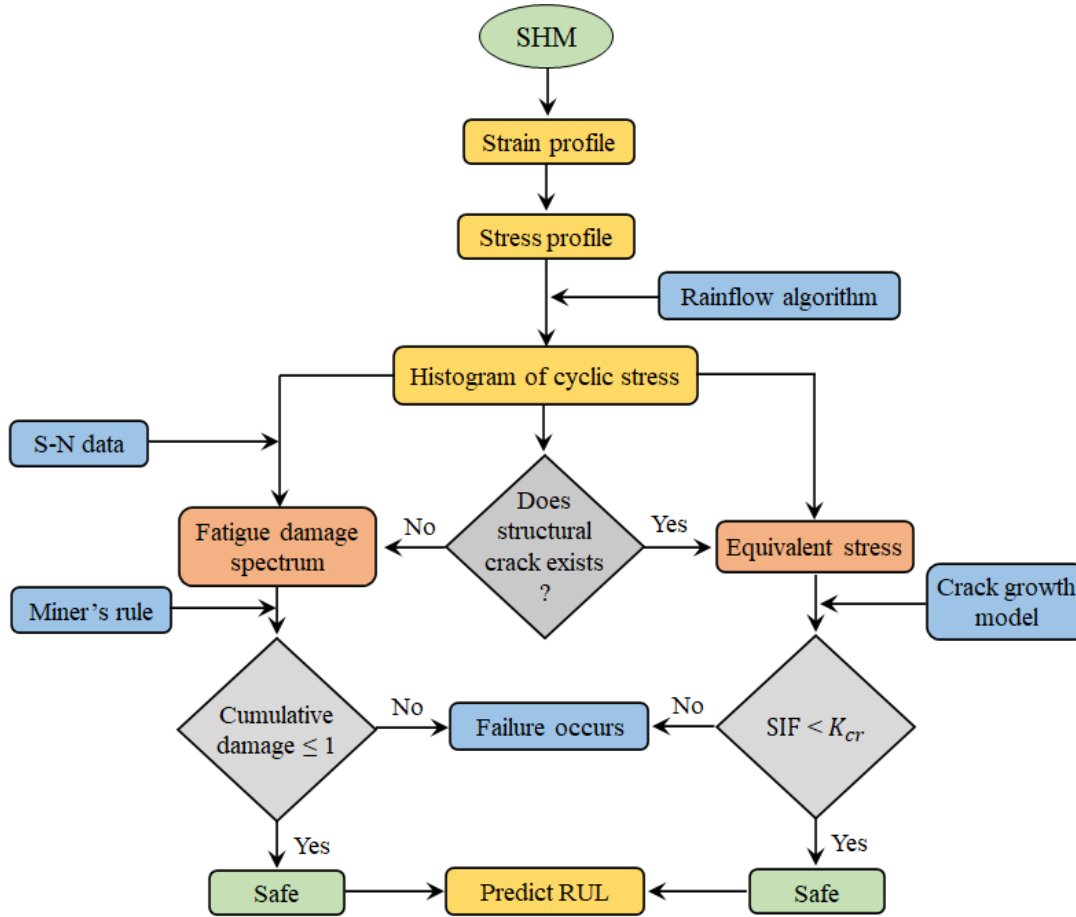 SHM
Strain profile
Stress profile
Rainflow algorithm
Histogram of cyclic stress
S-N data
Does
structural
crack exists
?
No
Yes
Fatigue damage
spectrum
Equivalent stress
Miner's rule
Crack growth
model
Cumulative
damage ≤ 1
No
Failure occurs
No
SIF < K_cr
Yes
Yes
Safe
Predict RUL
Safe